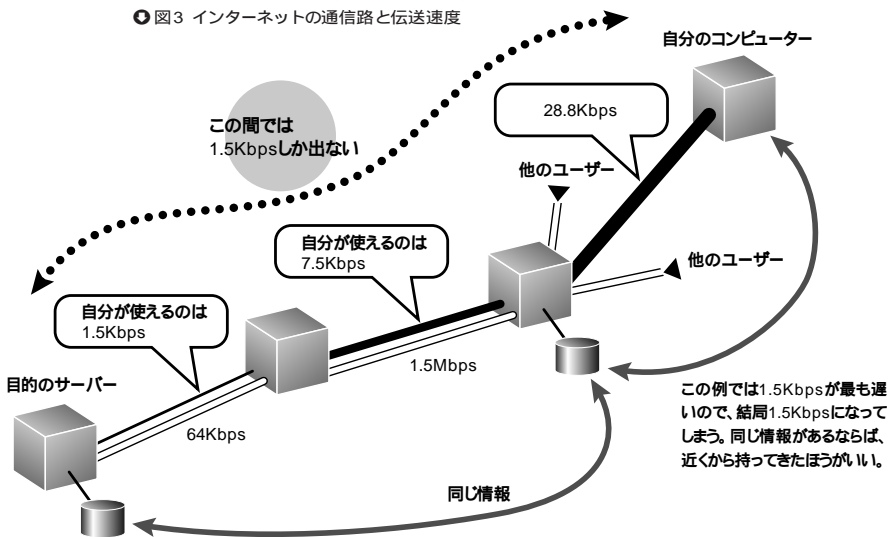 図3 インターネットの通信路と伝送速度
自分のコンピューター
28.8Kbps
この間では
1.5Kbpsしか出ない
他のユーザー
他のユーザー
自分が使えるのは
7.5Kbps
自分が使えるのは
1.5Kbps
1.5Mbps
目的のサーバー
64Kbps
この例では1.5Kbpsが最も遅
いので、結局1.5Kbpsになって
しまう。同じ情報があるならば、
近くから持ってきたほうがいい。
同じ情報